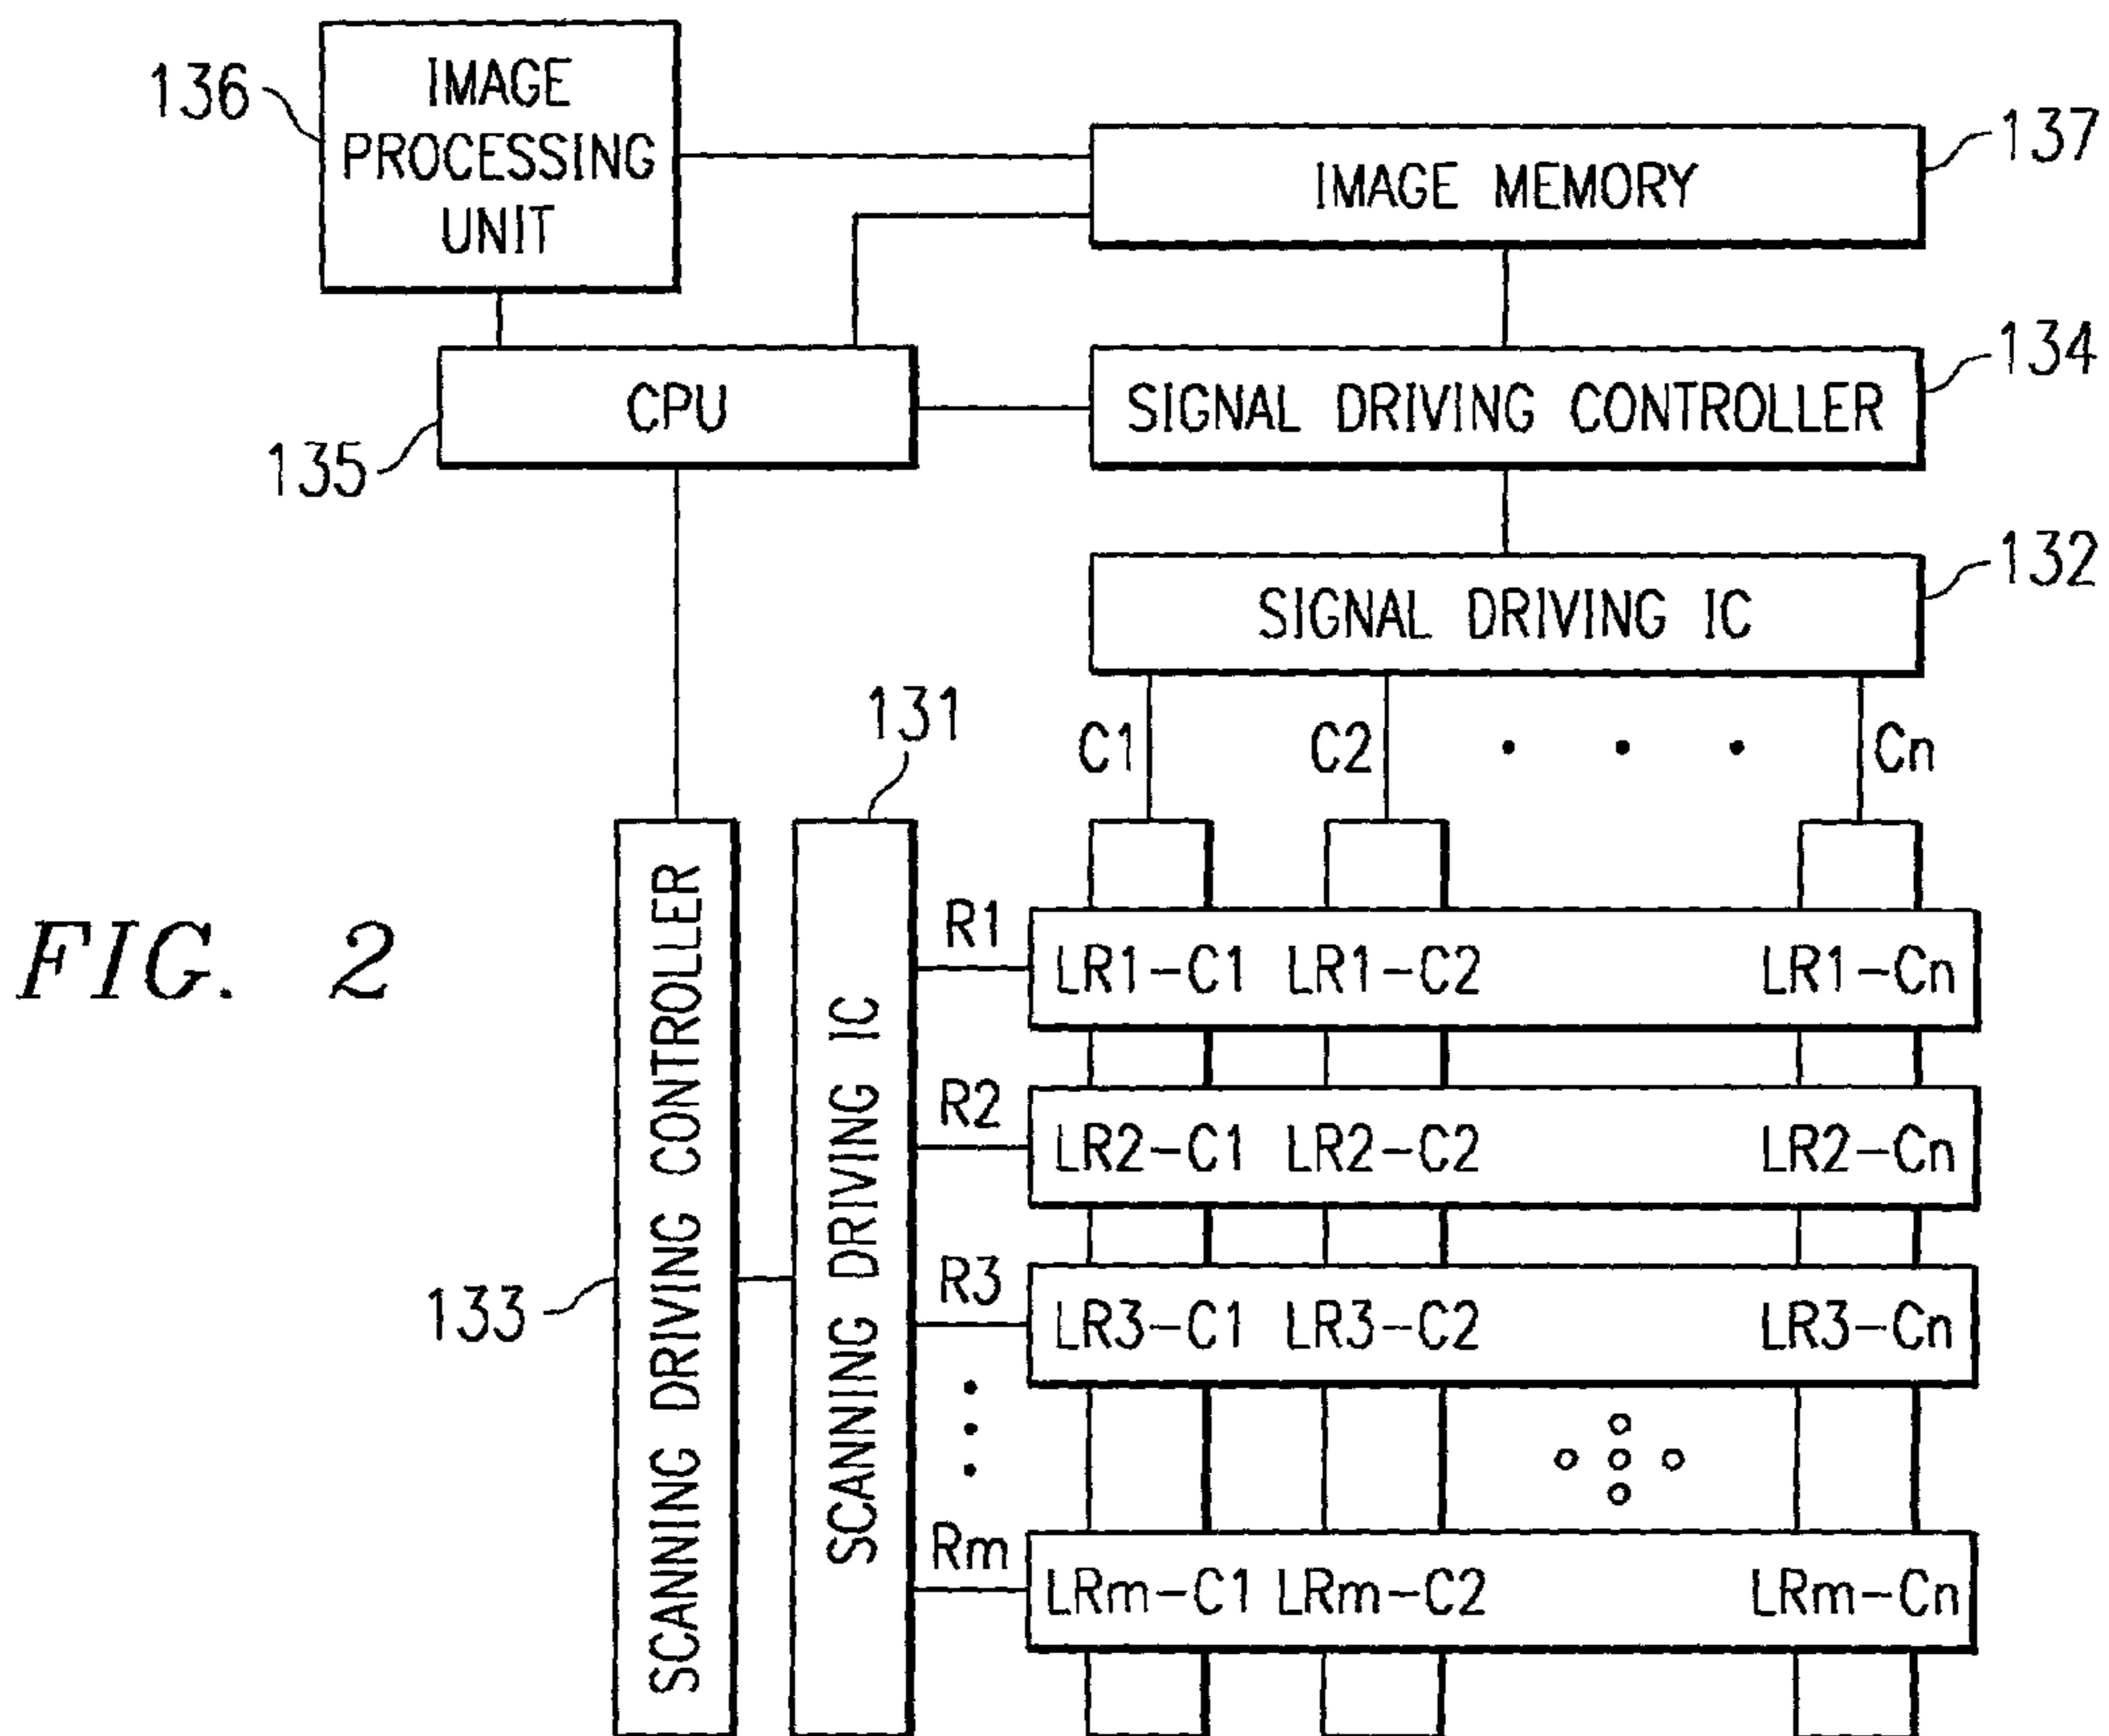 136
IMAGE
PROCESSING
UNIT
IMAGE MEMORY
137
CPU
135
SIGNAL DRIVING CONTROLLER
134
SIGNAL DRIVING IC
132
131
C1
C2
Cn
FIG. 2
SCANNING DRIVING CONTROLLER
133
SCANNING DRIVING IC
R1
LR1-C1 LR1-C2 LR1-Cn
R2
LR2-C1 LR2-C2 LR2-Cn
R3
LR3-C1 LR3-C2 LR3-Cn
Rm
LRm-C1 LRm-C2 LRm-Cn